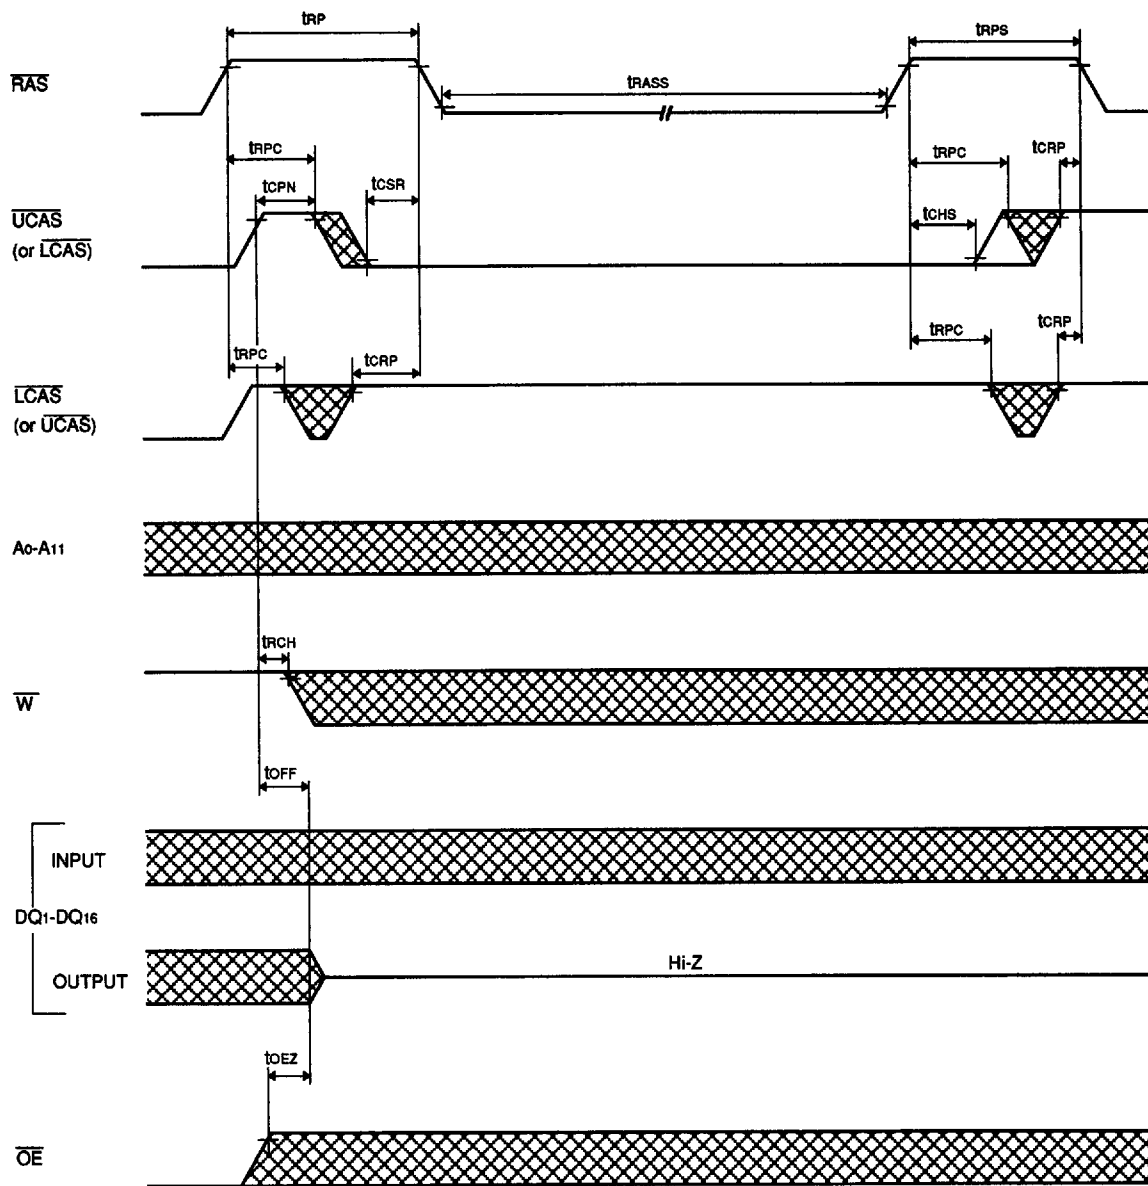 tRP
tRPS
RAS
tRASS
tRPC
tRPC
tCRP
tCPN
tCSR
UCAS
(or LCAS)
tCHS
tRPC
tCRP
tRPC
tCRP
LCAS
(or UCAS)
A0-A11
tRCH
W
tOFF
INPUT
DQ1-DQ16
OUTPUT
Hi-Z
tOEZ
OE